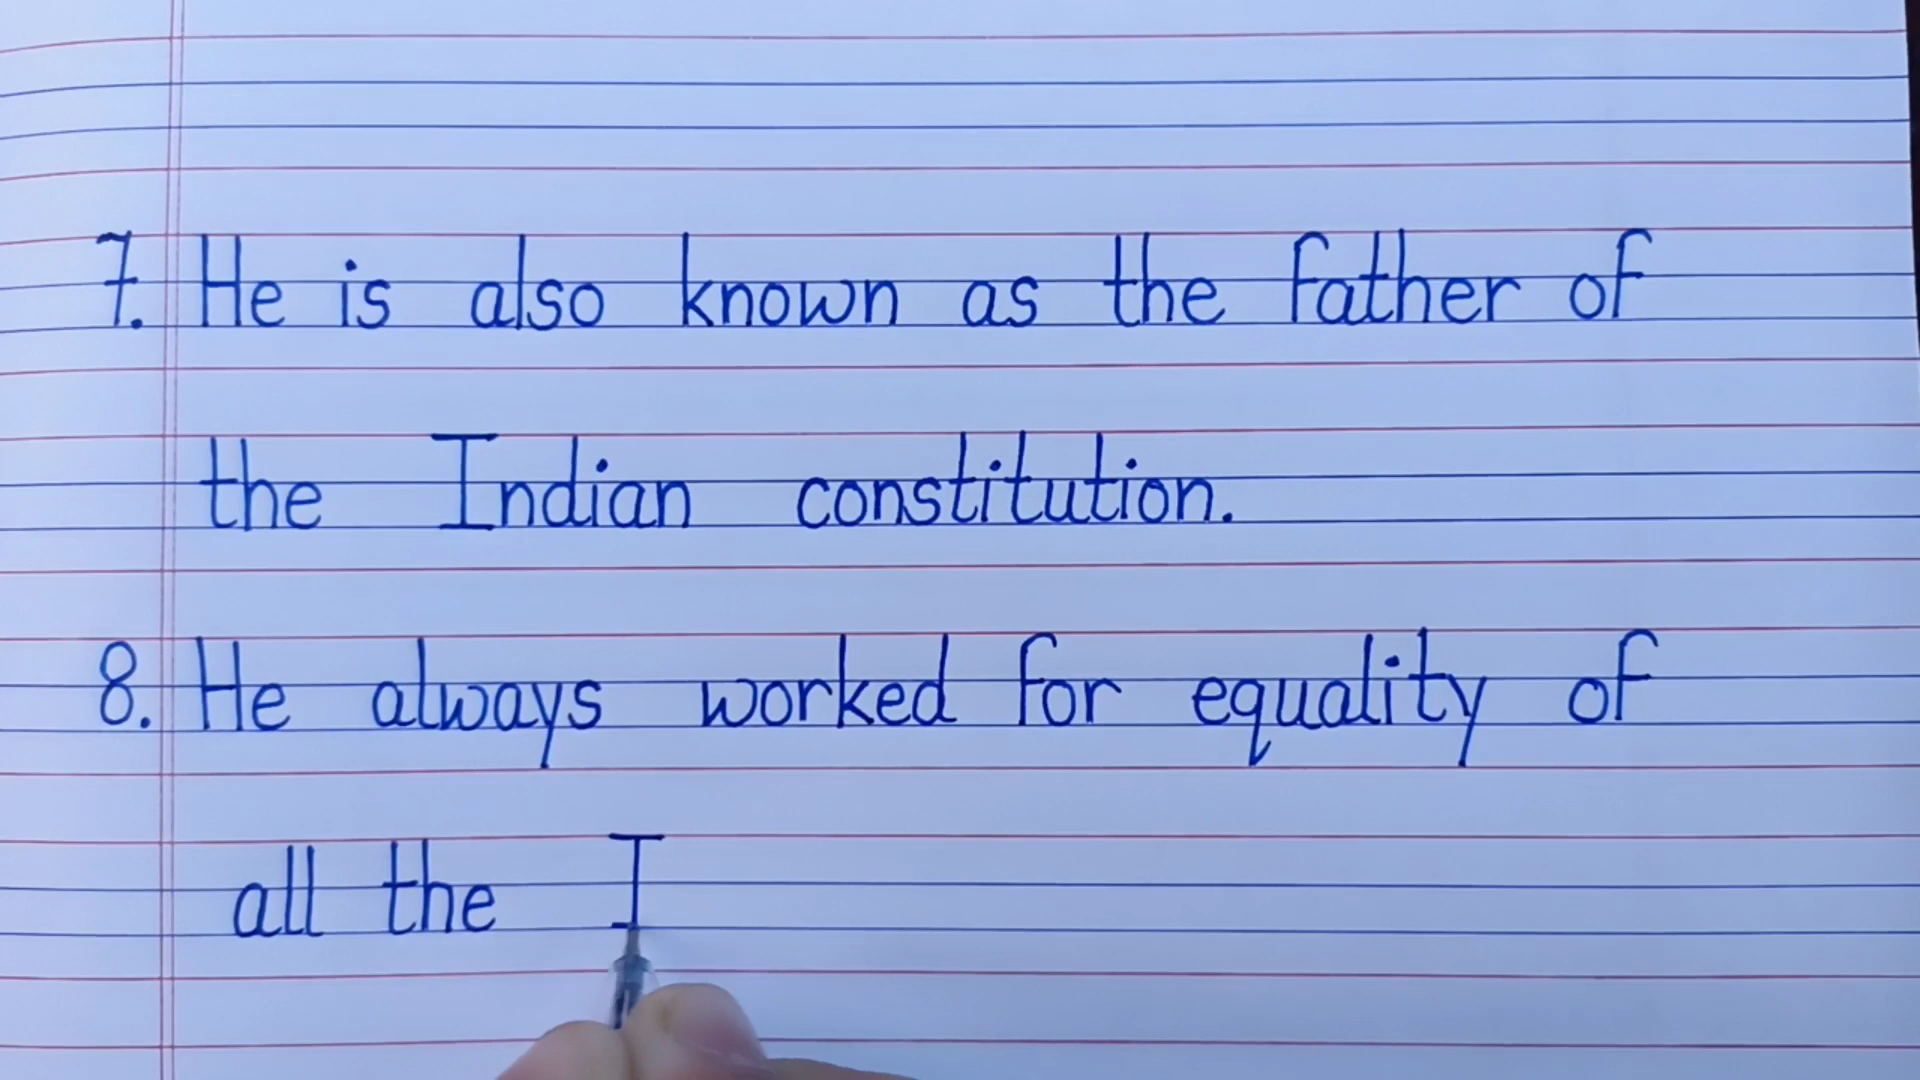 7. He is also known as the father of
the Indian constitution.
8. He always worked for equality of
all the I